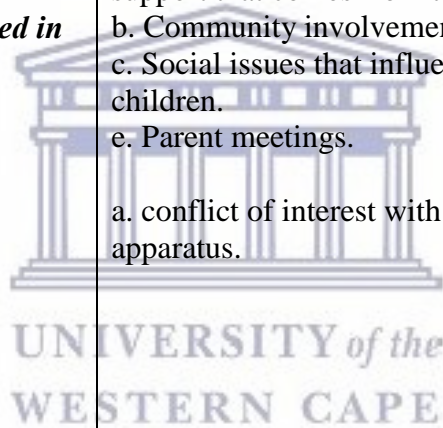 ed in
b. Community involvemen
c. Social issues that influe
children.
e. Parent meetings.
a. conflict of interest with
apparatus.
UNIVERSITY of the
WESTERN CAPE